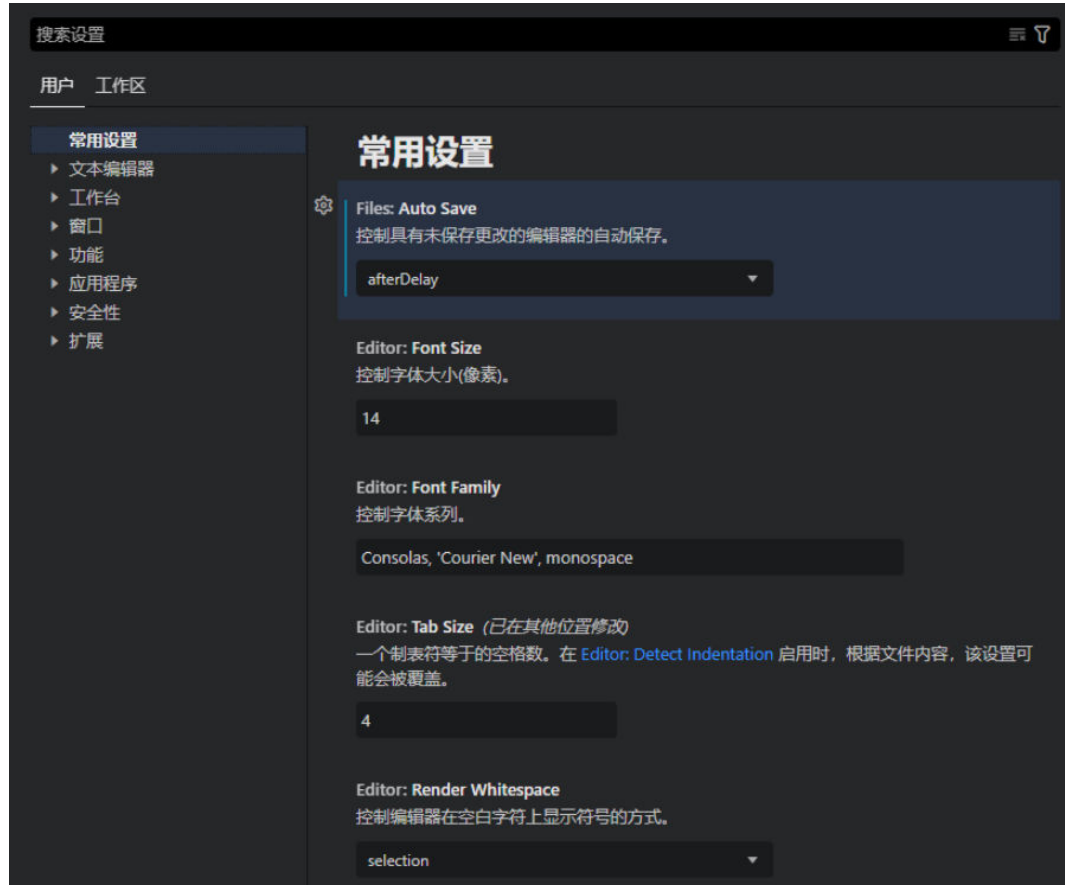 搜索设置
用户 工作区
常用设置
文本编辑器
工作台
窗口
功能
应用程序
安全性
扩展
常用设置
Files: Auto Save
控制具有未保存更改的编辑器的自动保存。
afterDelay
Editor: Font Size
控制字体大小(像素)。
14
Editor: Font Family
控制字体系列。
Consolas, 'Courier New', monospace
Editor: Tab Size (已在其他位置修改)
一个制表符等于的空格数。在 Editor: Detect Indentation 启用时，根据文件内容，该设置可
能会被覆盖。
4
Editor: Render Whitespace
控制编辑器在空白字符上显示符号的方式。
selection